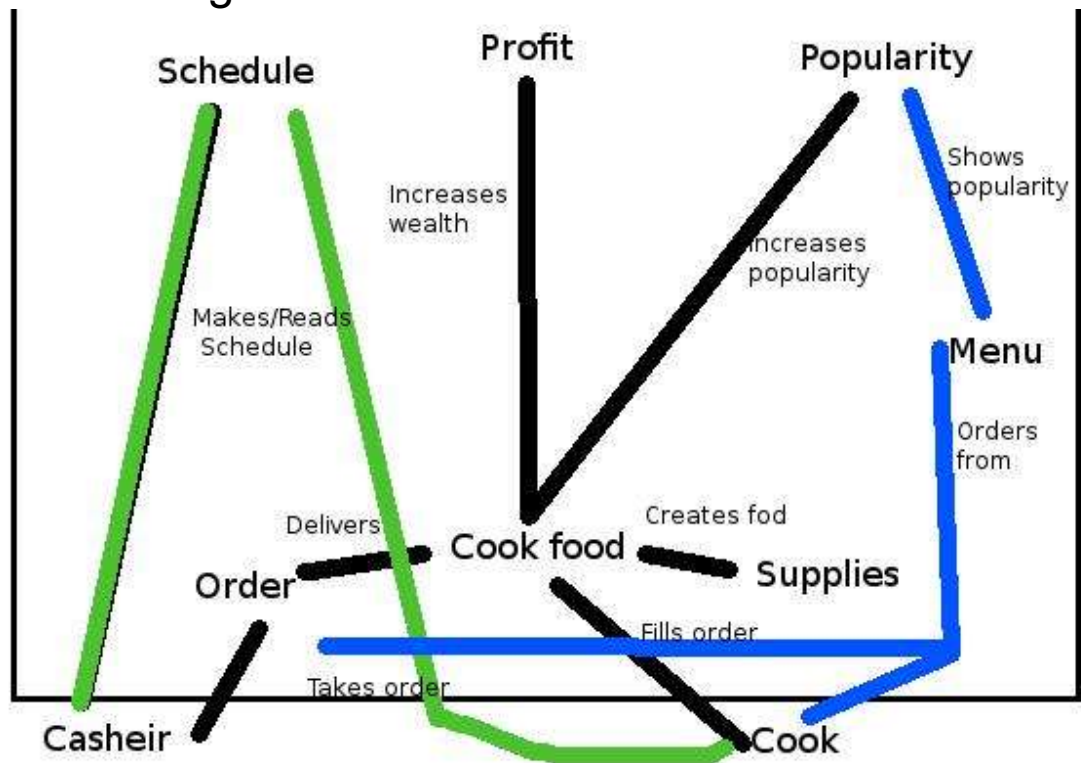 Schedule
Profit
Popularity
Shows
popularity
Increases
wealth
Increases
popularity
Makes/Reads
Schedule
Menu
Orders
from
Delivers
Cook food
Creates fod
Order
Supplies
Fills order
Takes order
Casheir
Cook